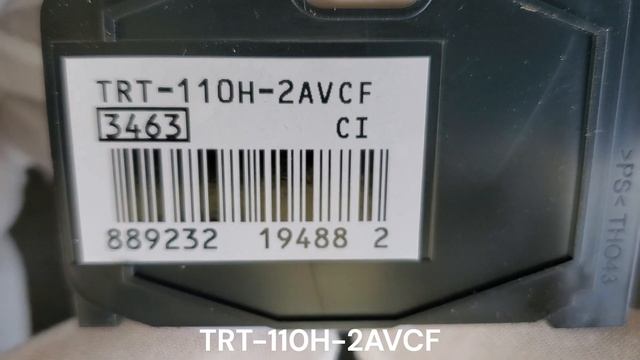 TRT-110H-2AVCF
3463 CI
889232 19488 2
>PS< TH043
TRT-110H-2AVCF